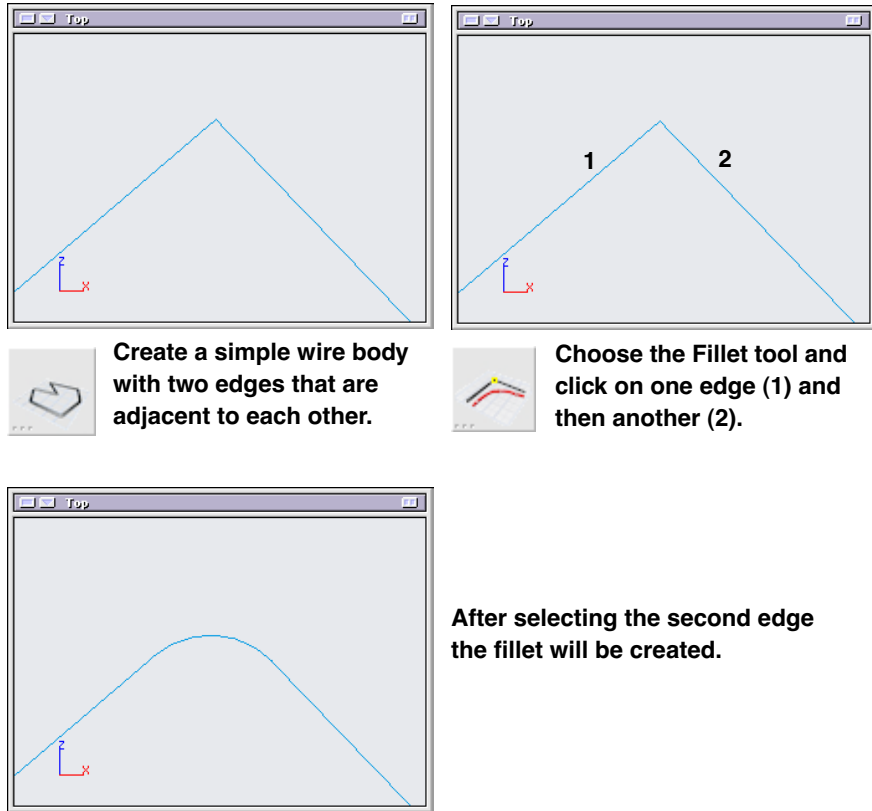 Top
Top
1
2
z
x
z
x
Create a simple wire body
with two edges that are
adjacent to each other.
Choose the Fillet tool and
click on one edge (1) and
then another (2).
Top
After selecting the second edge
the fillet will be created.
z
x